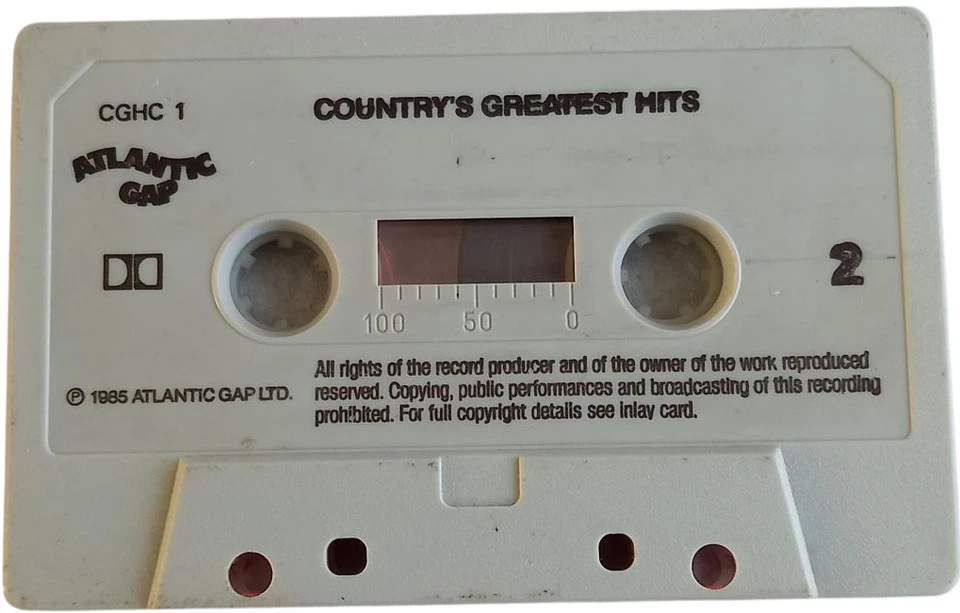 CGHC 1
COUNTRY'S GREATEST HITS
ATLANTIC
GAP
2
100 50 0
℗ 1985 ATLANTIC GAP LTD.
All rights of the record producer and of the owner of the work reproduced
reserved. Copying, public performances and broadcasting of this recording
prohibited. For full copyright details see inlay card.